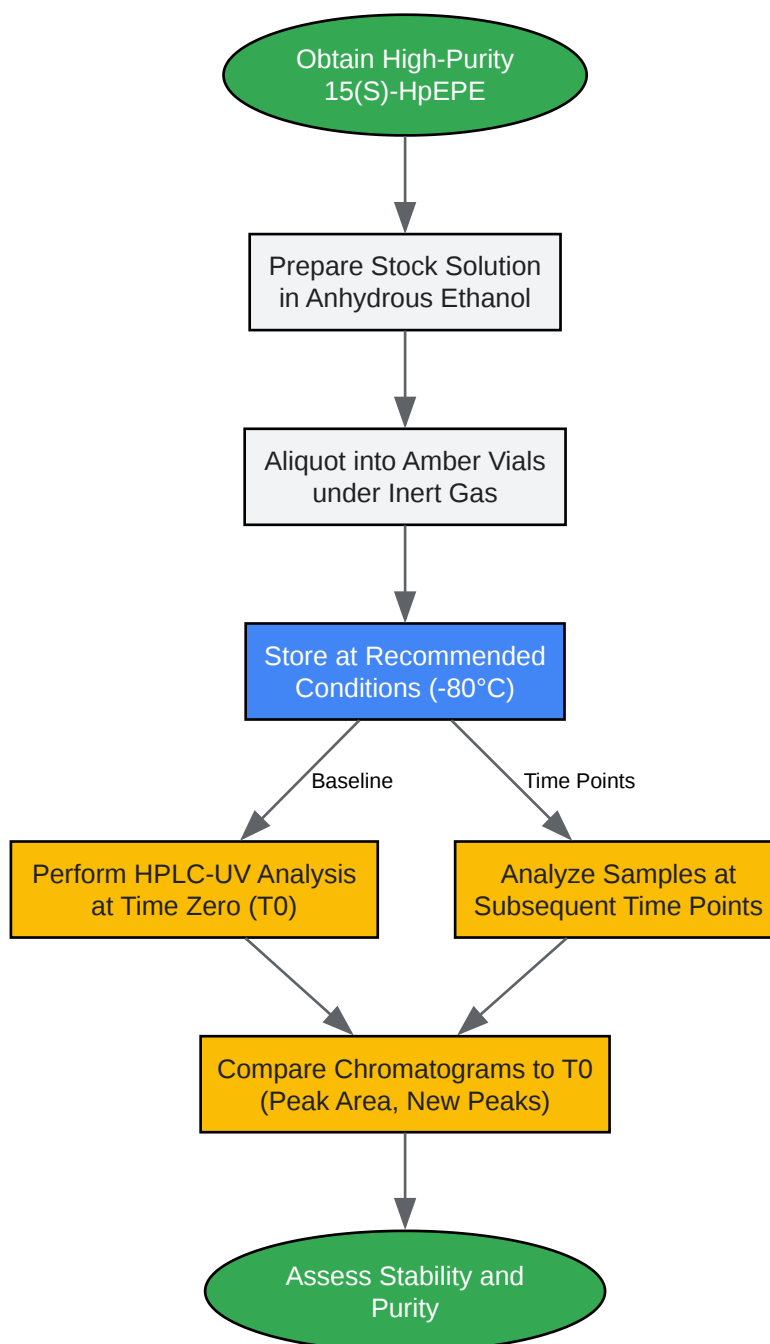 Obtain High-Purity
15(S)-HpEPE
Prepare Stock Solution
in Anhydrous Ethanol
Aliquot into Amber Vials
under Inert Gas
Store at Recommended
Conditions (-80°C)
Baseline
Time Points
Perform HPLC-UV Analysis
at Time Zero (T0)
Analyze Samples at
Subsequent Time Points
Compare Chromatograms to T0
(Peak Area, New Peaks)
Assess Stability and
Purity